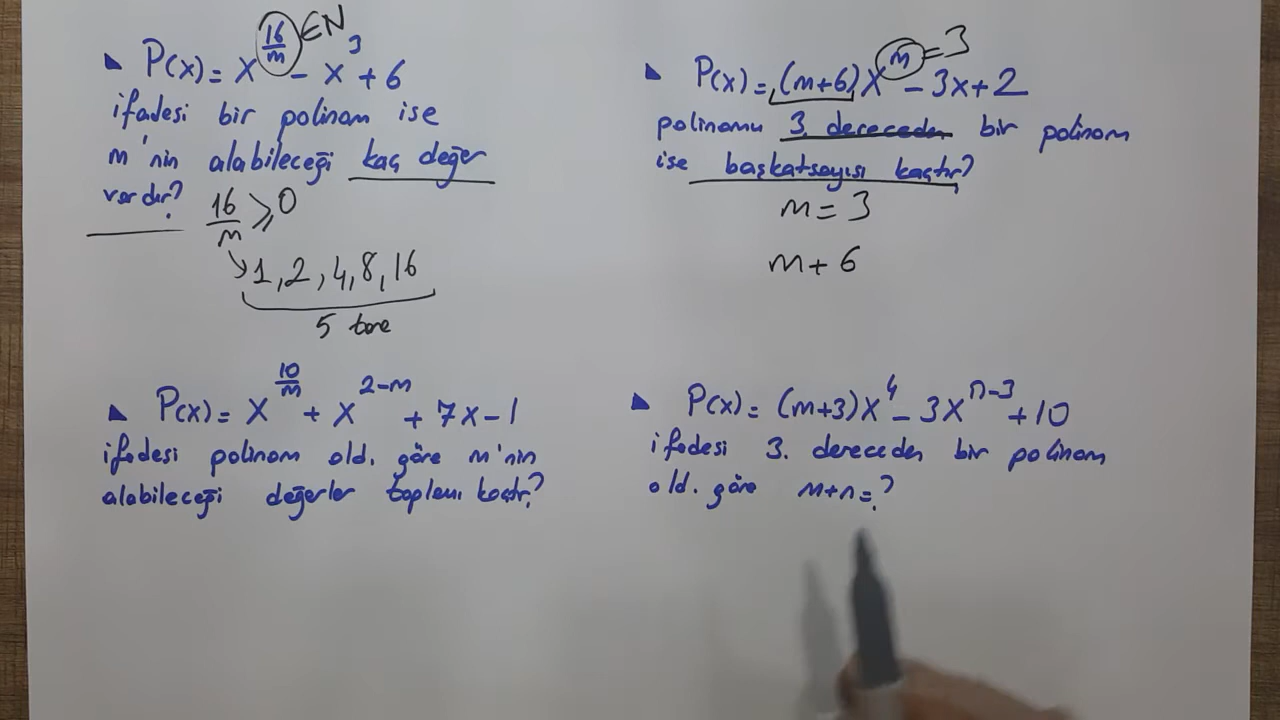 ▸ P(x) = x^(16/m) - x^3 + 6 ∈N
ifadesi bir polinom ise
m'nin alabileceği kaç değer
vardır?
16/m ≥ 0
↘ 1, 2, 4, 8, 16
5 tane
▸ P(x) = (m+6)x^m - 3x + 2 = 3
polinomu 3. dereceden bir polinom
ise başkatsayısı kaçtır?
m = 3
m + 6
▸ P(x) = x^(10/m) + x^(2-m) + 7x - 1
ifadesi polinom old. göre m'nin
alabileceği değerler toplamı kaçtır?
▸ P(x) = (m+3)x^4 - 3x^(n-3) + 10
ifadesi 3. dereceden bir polinom
old. göre m+n=?